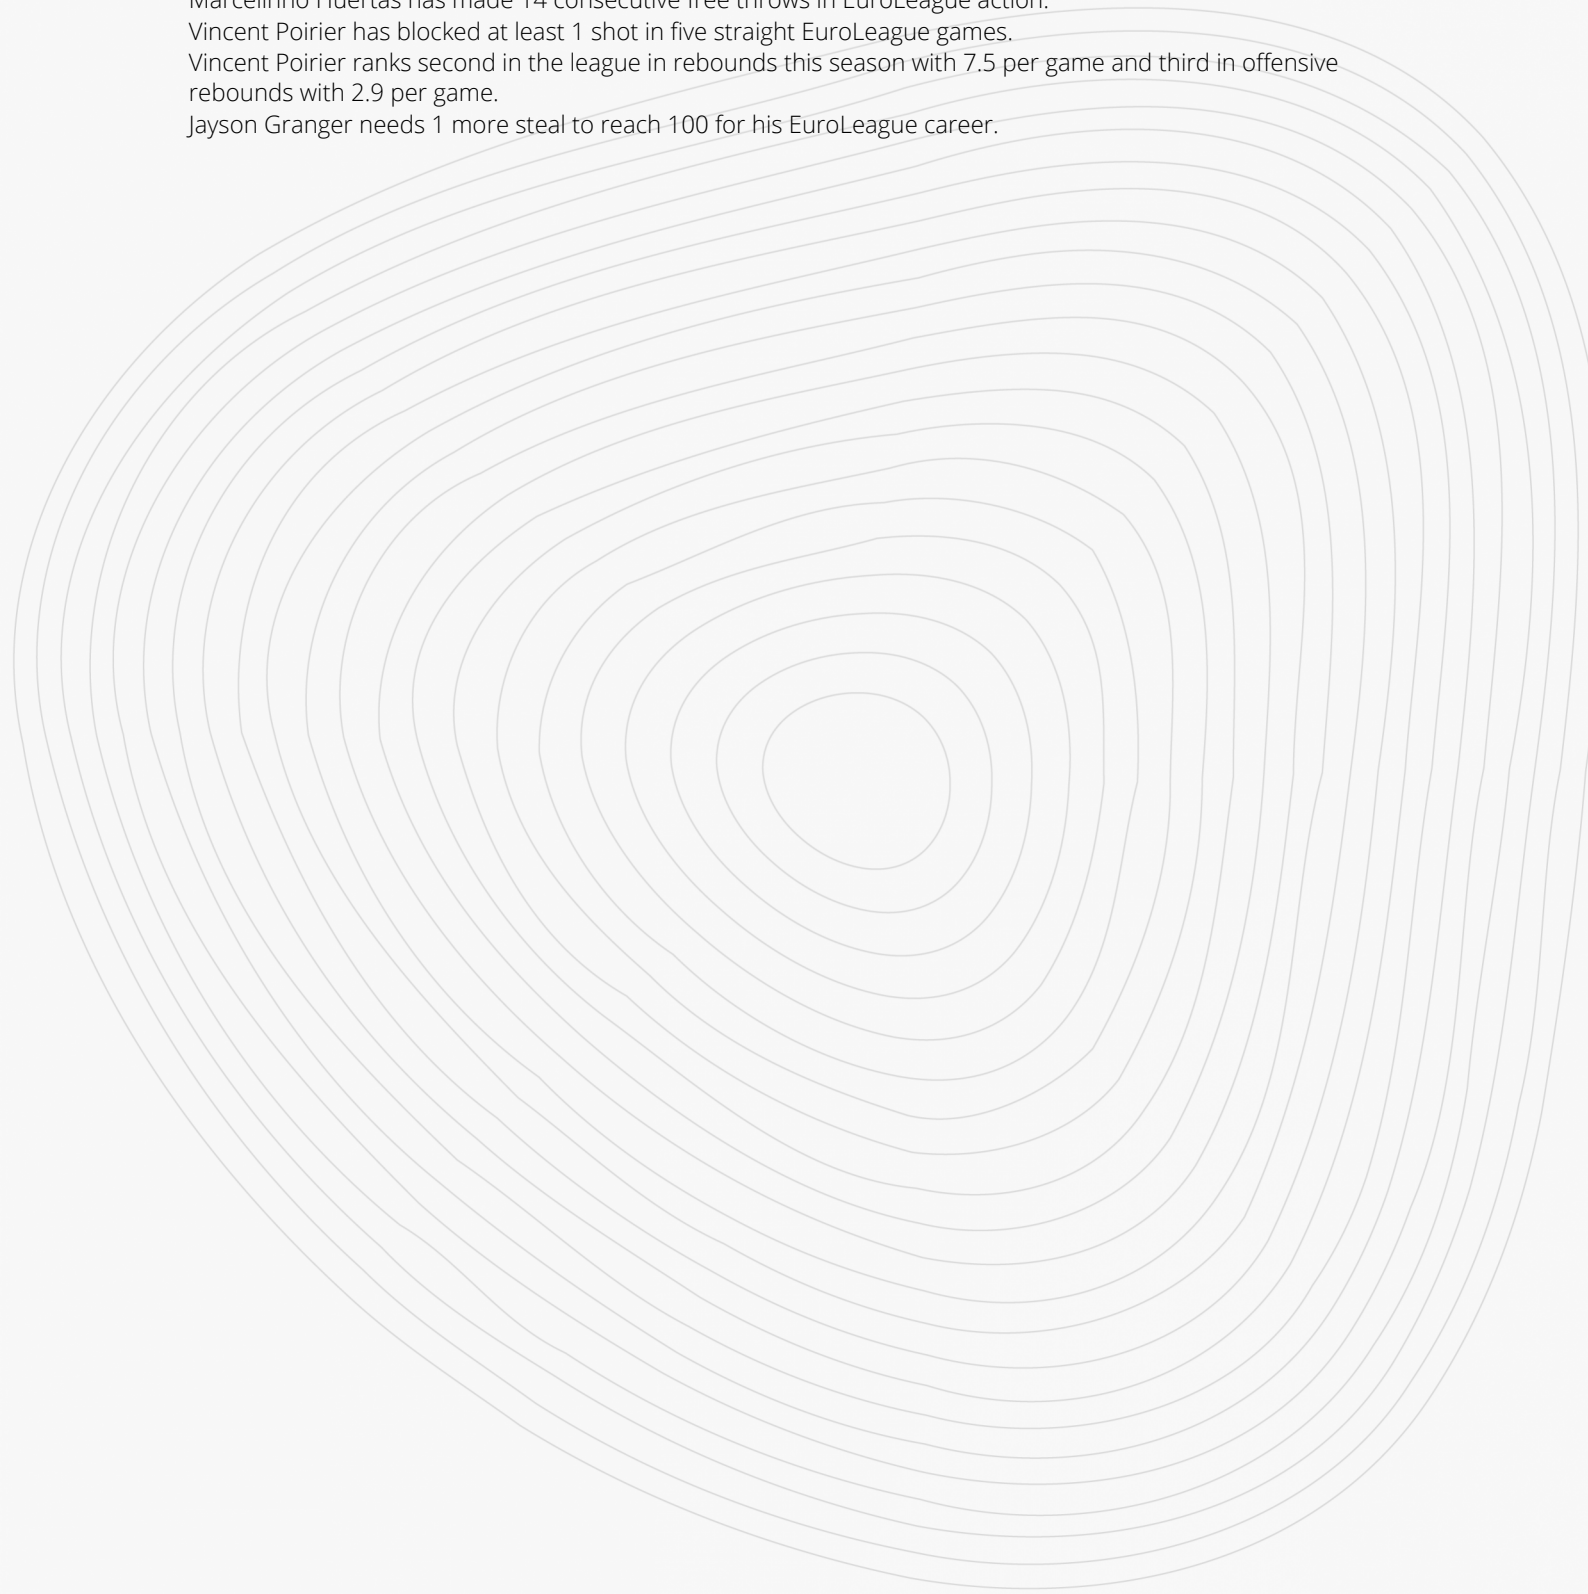 Marcelinho Huertas has made 14 consecutive free throws in EuroLeague action.
Vincent Poirier has blocked at least 1 shot in five straight EuroLeague games.
Vincent Poirier ranks second in the league in rebounds this season with 7.5 per game and third in offensive
rebounds with 2.9 per game.
Jayson Granger needs 1 more steal to reach 100 for his EuroLeague career.